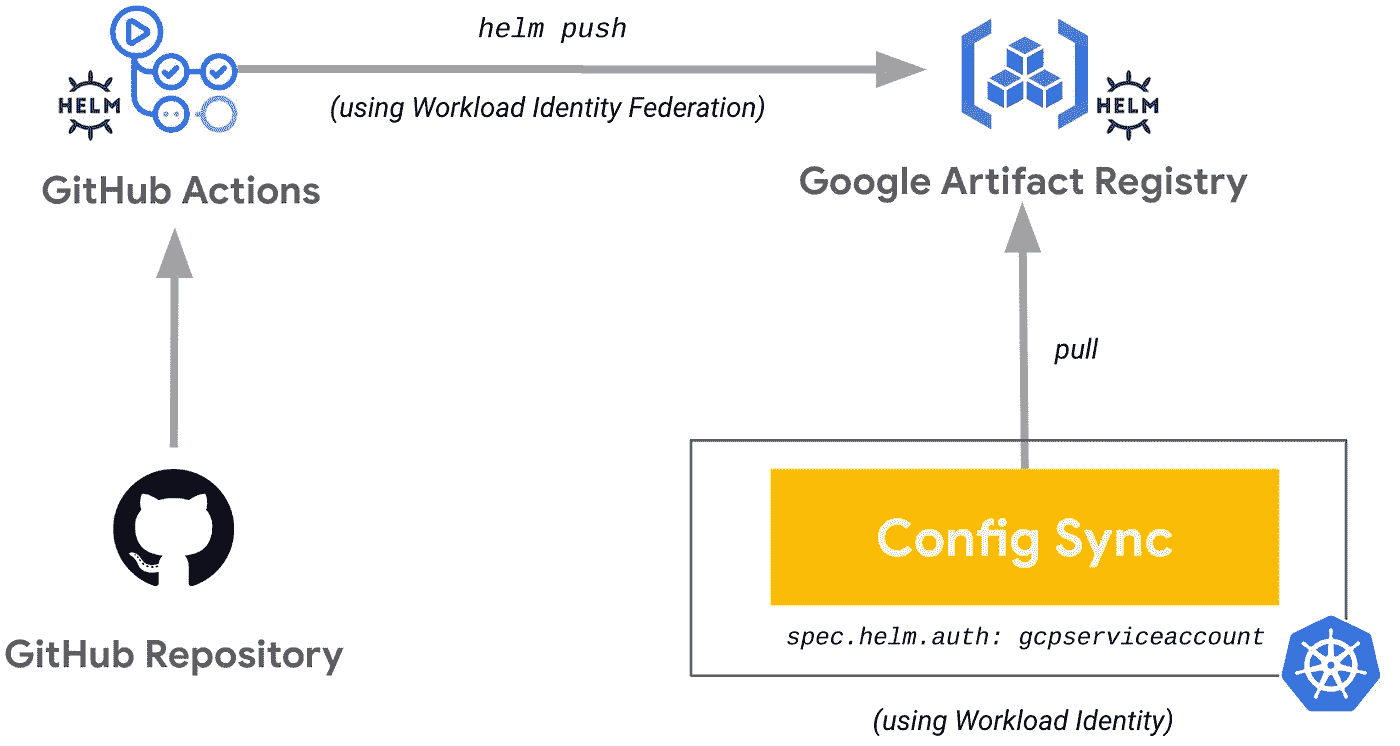 helm push
(using Workload Identity Federation)
HELM
HELM
GitHub Actions
Google Artifact Registry
pull
Config Sync
spec.helm.auth: gcpserviceaccount
GitHub Repository
(using Workload Identity)